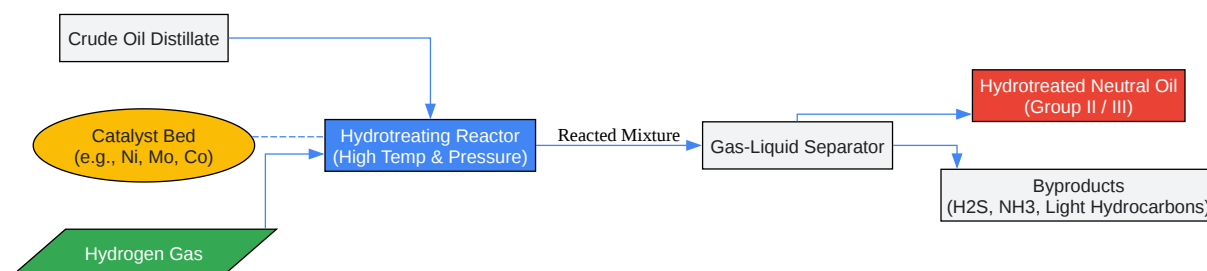 Crude Oil Distillate
Catalyst Bed
(e.g., Ni, Mo, Co)
Hydrogen Gas
Hydrotreating Reactor
(High Temp & Pressure)
Reacted Mixture
Gas-Liquid Separator
Hydrotreated Neutral Oil
(Group II / III)
Byproducts
(H2S, NH3, Light Hydrocarbons)